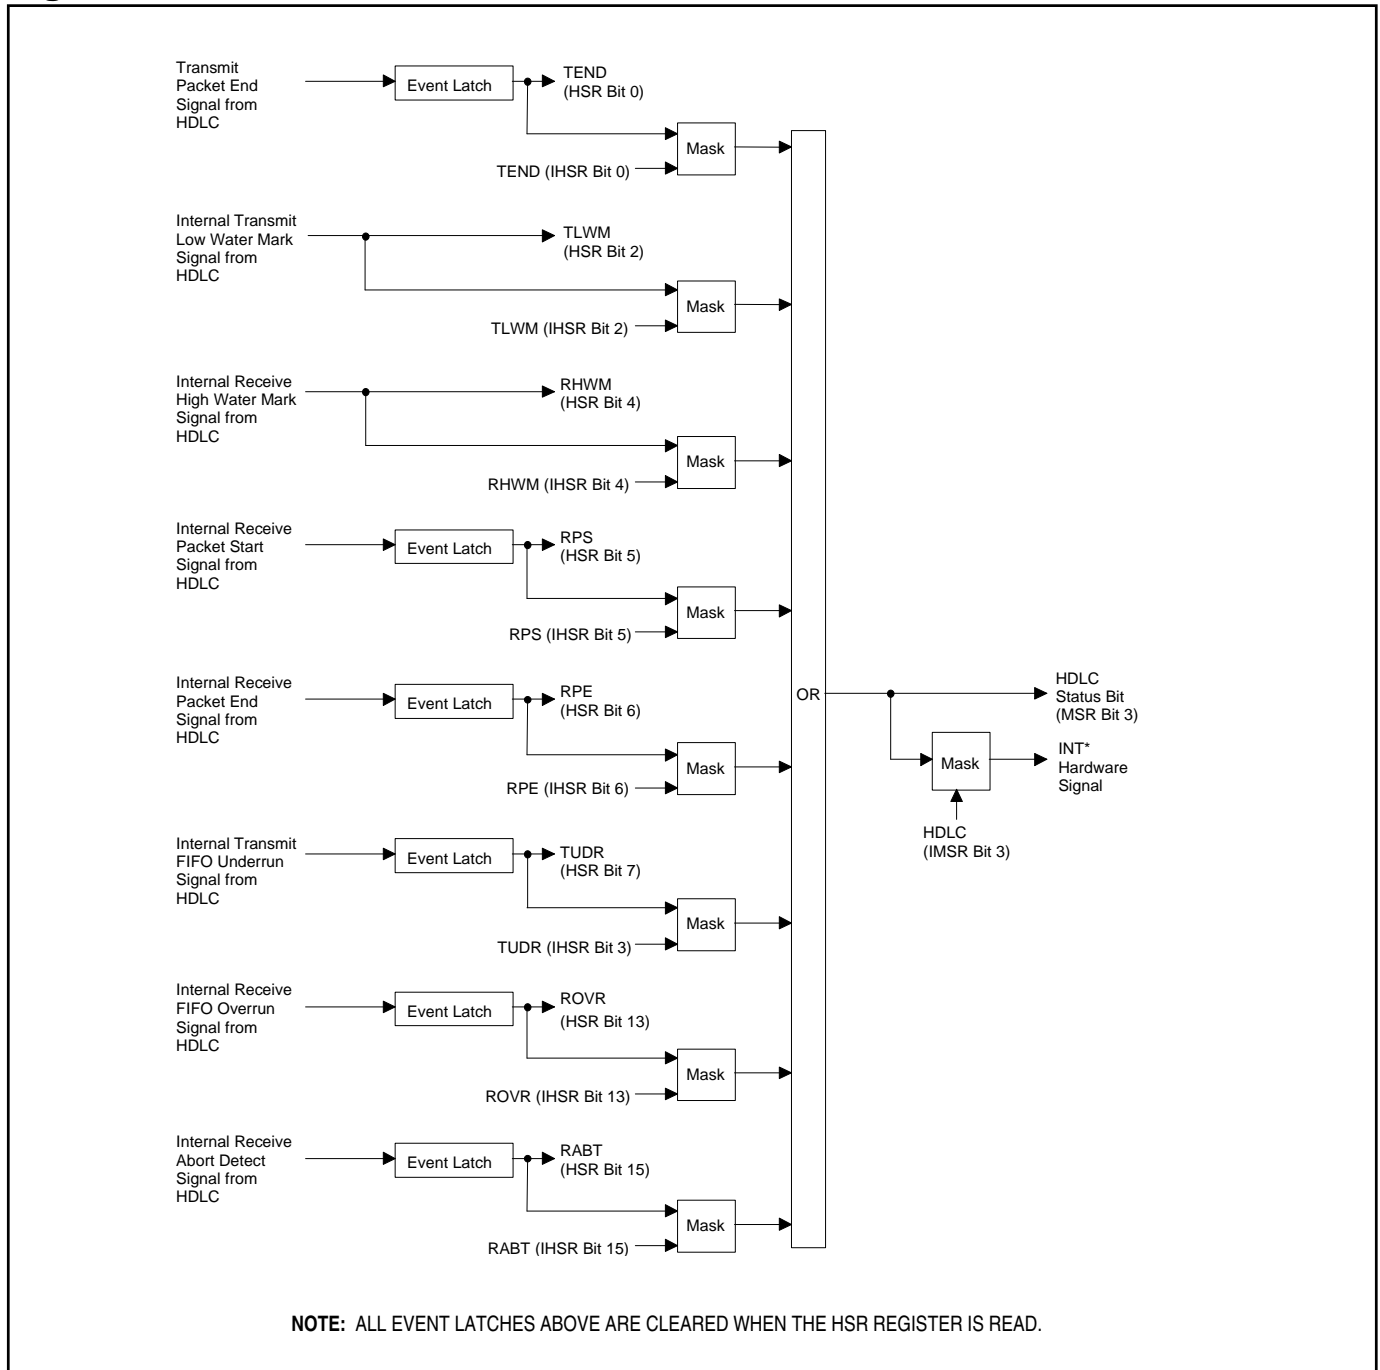 Transmit
Packet End
Signal from
HDLC
Event Latch
TEND
(HSR Bit 0)
Mask
TEND (IHSR Bit 0)
Internal Transmit
Low Water Mark
Signal from
HDLC
TLWM
(HSR Bit 2)
Mask
TLWM (IHSR Bit 2)
Internal Receive
High Water Mark
Signal from
HDLC
RHWM
(HSR Bit 4)
Mask
RHWM (IHSR Bit 4)
Internal Receive
Packet Start
Signal from
HDLC
Event Latch
RPS
(HSR Bit 5)
Mask
RPS (IHSR Bit 5)
Internal Receive
Packet End
Signal from
HDLC
Event Latch
RPE
(HSR Bit 6)
Mask
RPE (IHSR Bit 6)
OR
HDLC
Status Bit
(MSR Bit 3)
Mask
INT*
Hardware
Signal
HDLC
(IMSR Bit 3)
Internal Transmit
FIFO Underrun
Signal from
HDLC
Event Latch
TUDR
(HSR Bit 7)
Mask
TUDR (IHSR Bit 3)
Internal Receive
FIFO Overrun
Signal from
HDLC
Event Latch
ROVR
(HSR Bit 13)
Mask
ROVR (IHSR Bit 13)
Internal Receive
Abort Detect
Signal from
HDLC
Event Latch
RABT
(HSR Bit 15)
Mask
RABT (IHSR Bit 15)
NOTE: ALL EVENT LATCHES ABOVE ARE CLEARED WHEN THE HSR REGISTER IS READ.